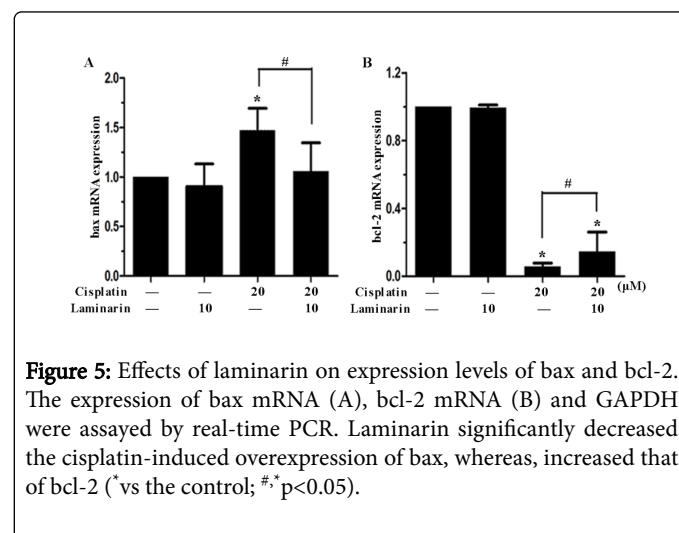 A
#
2.0
*
1.5
1.0
0.5
0.0
bax mRNA expression
Cisplatin — — 20 20
Laminarin — 10 — 10
B
1.2
0.8
0.4
0.0
bcl-2 mRNA expression
#
*
*
— — 20 20 (μM)
— 10 — 10
Figure 5: Effects of laminarin on expression levels of bax and bcl-2.
The expression of bax mRNA (A), bcl-2 mRNA (B) and GAPDH
were assayed by real-time PCR. Laminarin significantly decreased
the cisplatin-induced overexpression of bax, whereas, increased that
of bcl-2 (*vs the control; #,*p<0.05).